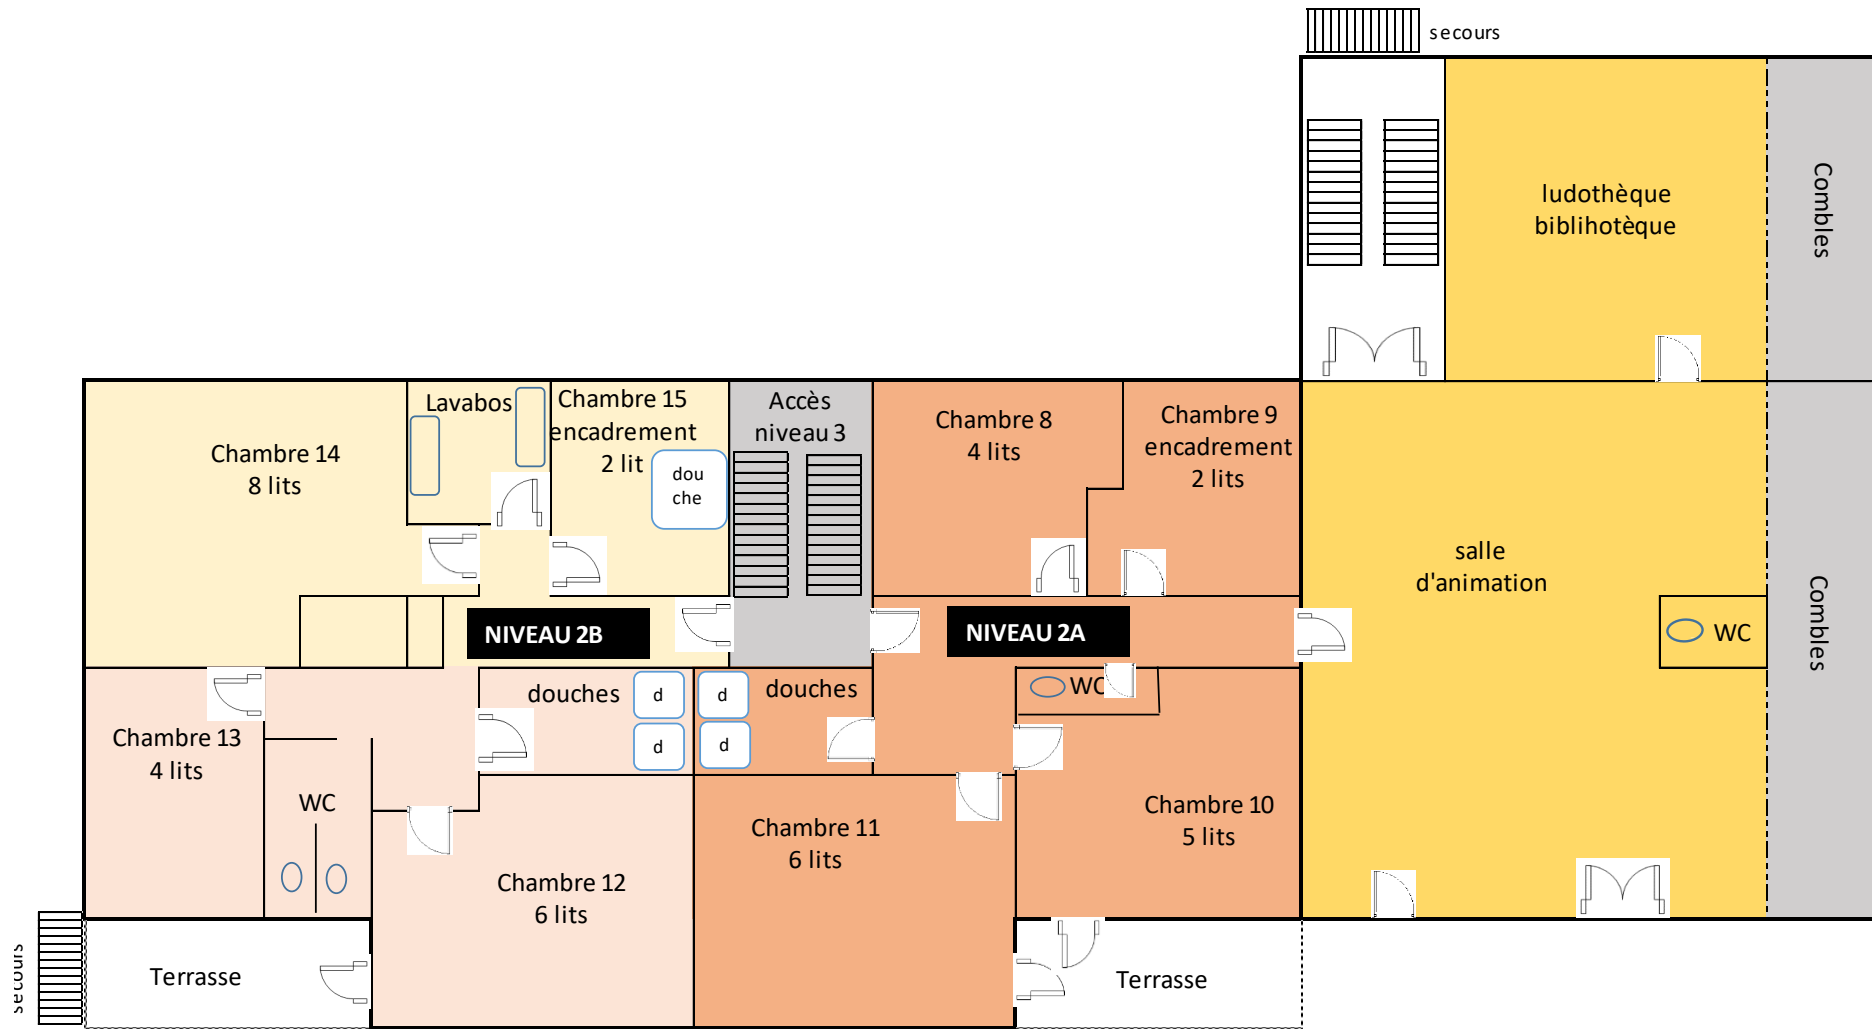 secours
ludothèque
biblihotèque
Combles
Lavabos
Chambre 15
encadrement
2 lit
dou
che
Accès
niveau 3
Chambre 8
4 lits
Chambre 9
encadrement
2 lits
Chambre 14
8 lits
salle
d'animation
Combles
NIVEAU 2B
NIVEAU 2A
WC
douches
d
d
douches
d
d
WC
Chambre 13
4 lits
WC
Chambre 12
6 lits
Chambre 11
6 lits
Chambre 10
5 lits
secours
Terrasse
Terrasse